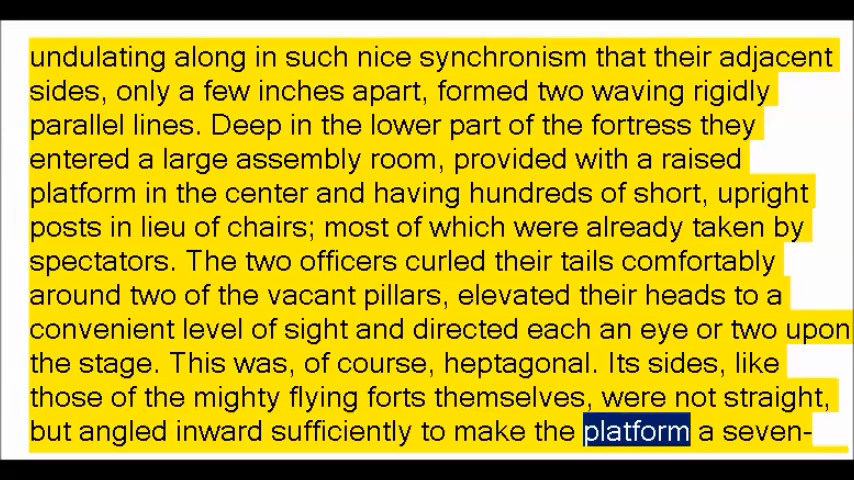 undulating along in such nice synchronism that their adjacent
sides, only a few inches apart, formed two waving rigidly
parallel lines. Deep in the lower part of the fortress they
entered a large assembly room, provided with a raised
platform in the center and having hundreds of short, upright
posts in lieu of chairs; most of which were already taken by
spectators. The two officers curled their tails comfortably
around two of the vacant pillars, elevated their heads to a
convenient level of sight and directed each an eye or two upon
the stage. This was, of course, heptagonal. Its sides, like
those of the mighty flying forts themselves, were not straight,
but angled inward sufficiently to make the platform a seven-